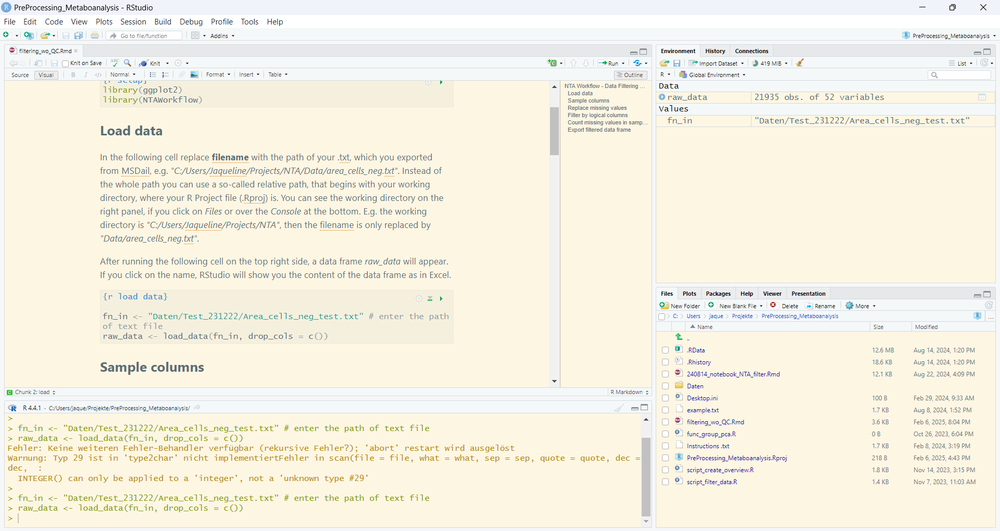 PreProcessing_Metaboanalysis - RStudio
File Edit Code View Plots Session Build Debug Profile Tools Help
Go to file/function Addins PreProcessing_Metaboanalysis
filtering_wo_QC.Rmd
Knit on Save ABC Knit Run
Source Visual B I </> Normal Format Insert Table Outline
{r setup}
library(ggplot2)
library(NTAWorkflow)
Load data
In the following cell replace filename with the path of your .txt, which you exported
from MSDail, e.g. "C:/Users/Jaqueline/Projects/NTA/Data/area_cells_neg.txt". Instead of
the whole path you can use a so-called relative path, that begins with your working
directory, where your R Project file (.Rproj) is. You can see the working directory on the
right panel, if you click on Files or over the Console at the bottom. E.g. the working
directory is "C:/Users/Jaqueline/Projects/NTA", then the filename is only replaced by
"Data/area_cells_neg.txt".
After running the following cell on the top right side, a data frame raw_data will appear.
If you click on the name, RStudio will show you the content of the data frame as in Excel.
{r load data}
fn_in <- "Daten/Test_231222/Area_cells_neg_test.txt" # enter the path
of text file
raw_data <- load_data(fn_in, drop_cols = c())
Sample columns
NTA Workflow - Data Filtering ...
Load data
Sample columns
Replace missing values
Filter by logical columns
Count missing values in samp...
Export filtered data frame
Chunk 2: load R Markdown
R 4.4.1 · C:/Users/jaque/Projekte/PreProcessing_Metaboanalysis/
>
> fn_in <- "Daten/Test_231222/Area_cells_neg_test.txt" # enter the path of text file
> raw_data <- load_data(fn_in, drop_cols = c())
Fehler: Keine weiteren Fehler-Behandler verfügbar (rekursive Fehler?); 'abort' restart wird ausgelöst
Warnung: Typ 29 ist in 'type2char' nicht implementiertFehler in scan(file = file, what = what, sep = sep, quote = quote, dec =
dec, :
INTEGER() can only be applied to a 'integer', not a 'unknown type #29'
>
> fn_in <- "Daten/Test_231222/Area_cells_neg_test.txt" # enter the path of text file
> raw_data <- load_data(fn_in, drop_cols = c())
>
Environment History Connections
Import Dataset 419 MiB List
R Global Environment
Data
raw_data 21935 obs. of 52 variables
Values
fn_in "Daten/Test_231222/Area_cells_neg_test.txt"
Files Plots Packages Help Viewer Presentation
New Folder New Blank File Delete Rename More
C: > Users > jaque > Projekte > PreProcessing_Metaboanalysis ...
Name Size Modified
..
.RData 12.6 MB Aug 14, 2024, 1:20 PM
.Rhistory 18.6 KB Aug 14, 2024, 1:20 PM
240814_notebook_NTA_filter.Rmd 12.1 KB Aug 22, 2024, 4:09 PM
Daten
Desktop.ini 100 B Feb 29, 2024, 9:33 AM
example.txt 1.7 KB Aug 8, 2024, 1:52 PM
filtering_wo_QC.Rmd 3.6 KB Feb 6, 2025, 8:04 PM
func_group_pca.R 0 B Oct 26, 2023, 6:04 PM
Instructions .txt 1.7 KB Feb 8, 2024, 3:19 PM
PreProcessing_Metaboanalysis.Rproj 218 B Feb 6, 2025, 4:43 PM
script_create_overview.R 1.8 KB Nov 14, 2023, 3:15 PM
script_filter_data.R 1.4 KB Nov 7, 2023, 11:03 AM